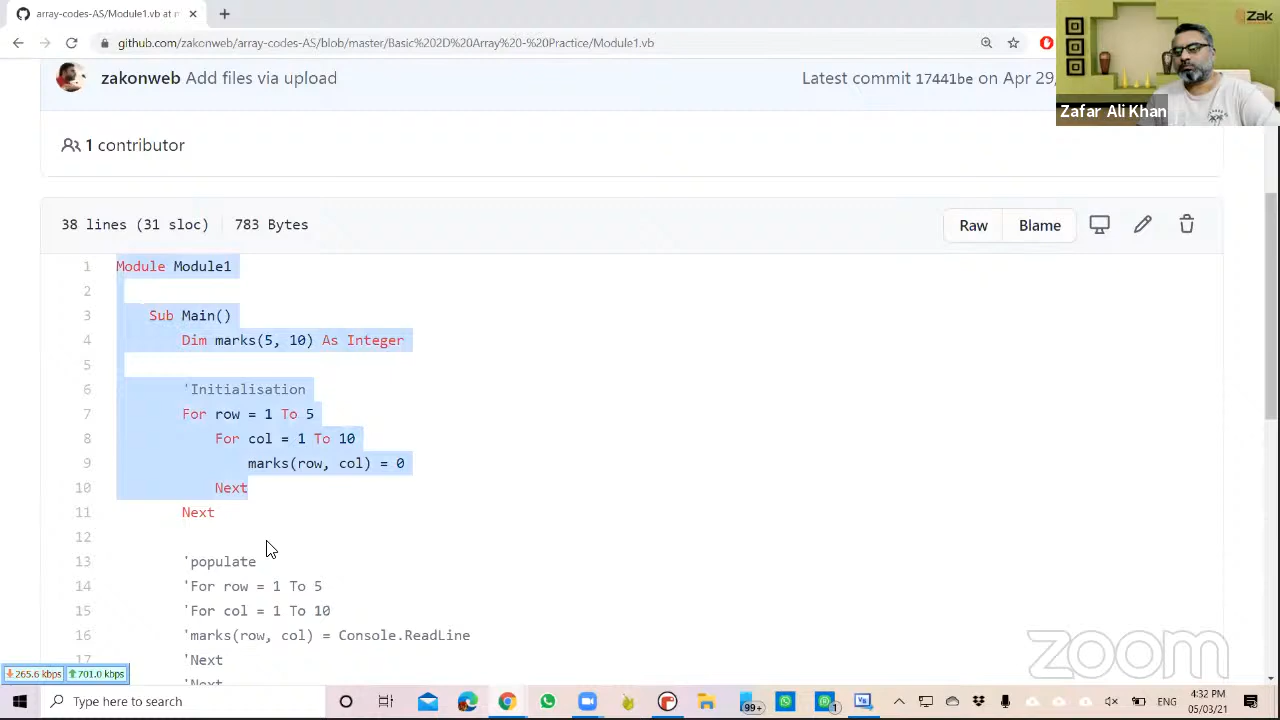 array-codes-AS/Module1.vb at m
github.com/zakonweb/array-codes-AS/blob/
Basic%202D%20Array%20-%20Practice/Module1
Zak
zakonweb Add files via upload
Latest commit 17441be on Apr 29,
Zafar Ali Khan
1 contributor
38 lines (31 sloc) 783 Bytes
Raw Blame
1 Module Module1
2
3 Sub Main()
4 Dim marks(5, 10) As Integer
5
6 'Initialisation
7 For row = 1 To 5
8 For col = 1 To 10
9 marks(row, col) = 0
10 Next
11 Next
12
13 'populate
14 'For row = 1 To 5
15 'For col = 1 To 10
16 'marks(row, col) = Console.ReadLine
17 'Next
'Next
zoom
265.6 kbps 701.0 kbps
Type here to search
99+
4:32 PM
05/03/21